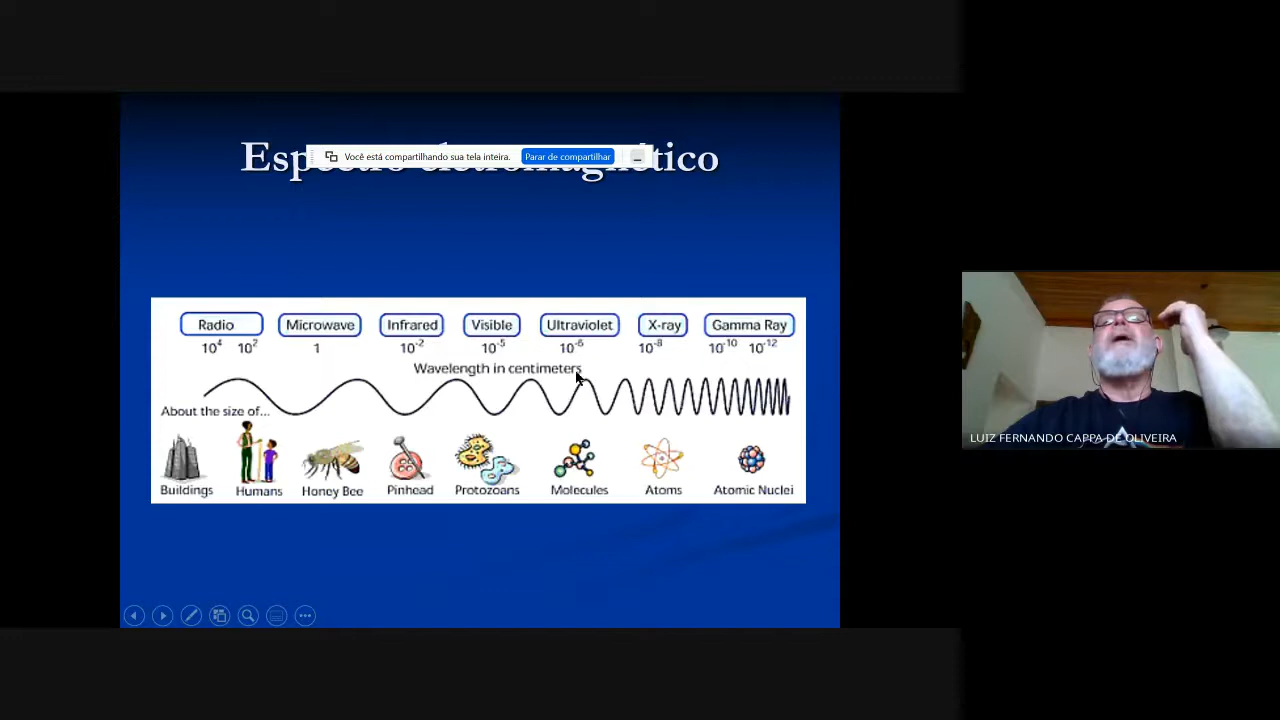 Esp
tico
Você está compartilhando sua tela inteira. Parar de compartilhar
Radio Microwave Infrared Visible Ultraviolet X-ray Gamma Ray
10⁴ 10² 1 10⁻² 10⁻⁵ 10⁻⁶ 10⁻⁸ 10⁻¹⁰ 10⁻¹²
Wavelength in centimeters
About the size of...
Buildings Humans Honey Bee Pinhead Protozoans Molecules Atoms Atomic Nuclei
LUIZ FERNANDO CAPPA DE OLIVEIRA